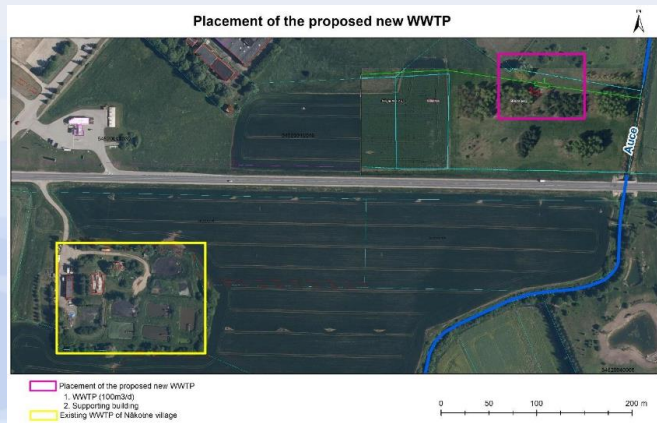 Placement of the proposed new WWTP
N
Auce
Placement of the proposed new WWTP
1. WWTP (100m3/d)
2. Supporting building
Existing WWTP of Nākotne village
0 50 100 200 m